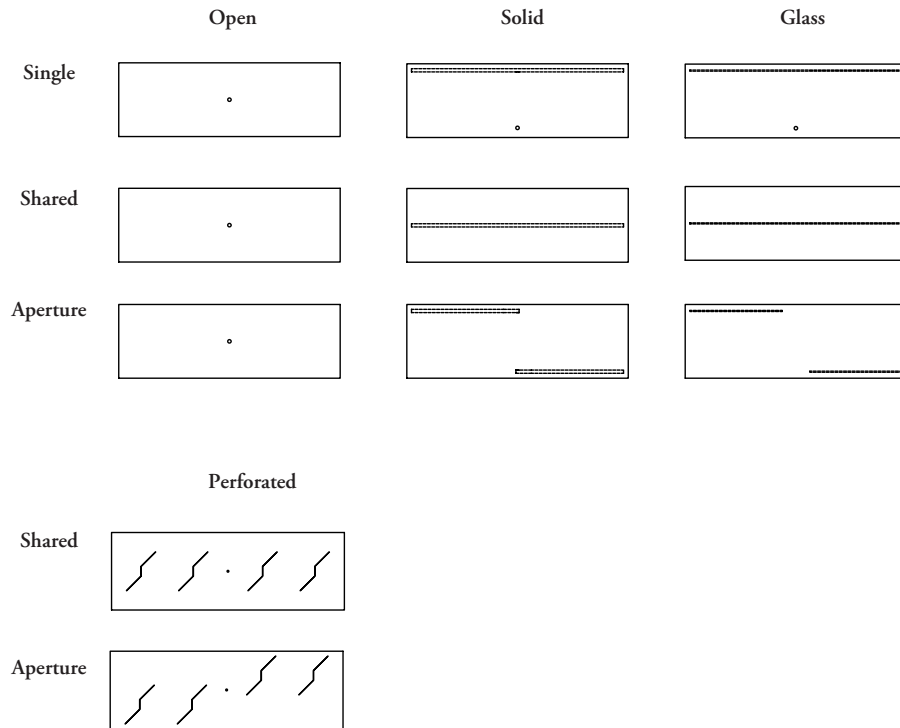 Open Solid Glass
Single
Shared
Aperture
Perforated
Shared
Aperture